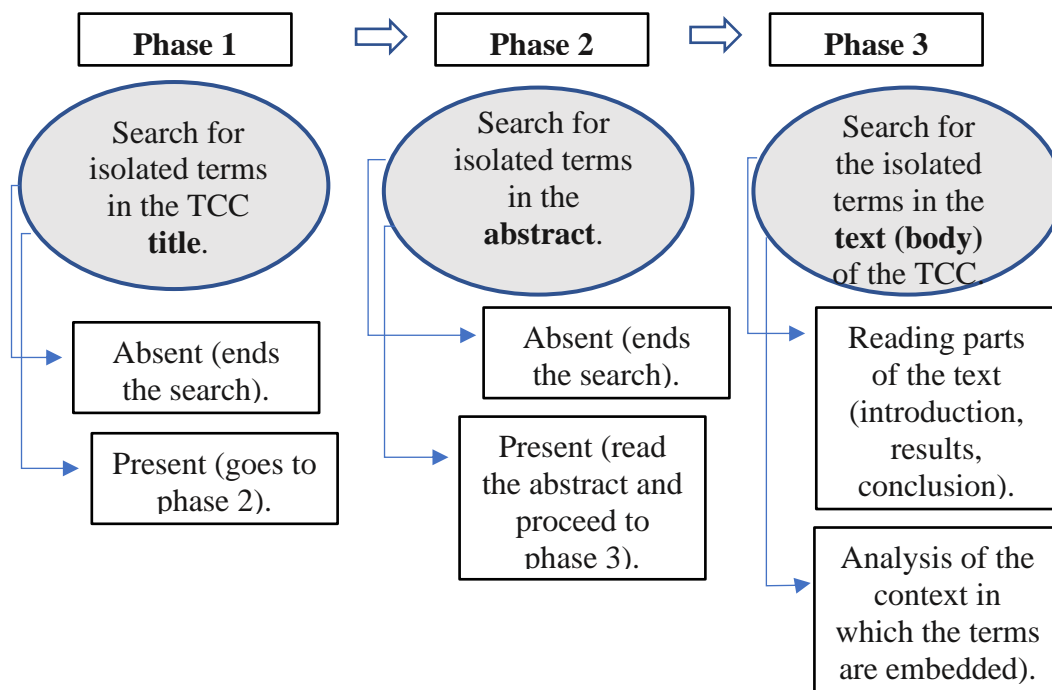 Phase 1
Phase 2
Phase 3
Search for
isolated terms
in the TCC
title.
Absent (ends
the search).
Present (goes to
phase 2).
Search for
isolated terms
in the
abstract.
Absent (ends
the search).
Present (read
the abstract and
proceed to
phase 3).
Search for
the isolated
terms in the
text (body)
of the TCC.
Reading parts
of the text
(introduction,
results,
conclusion).
Analysis of the
context in
which the terms
are embedded).